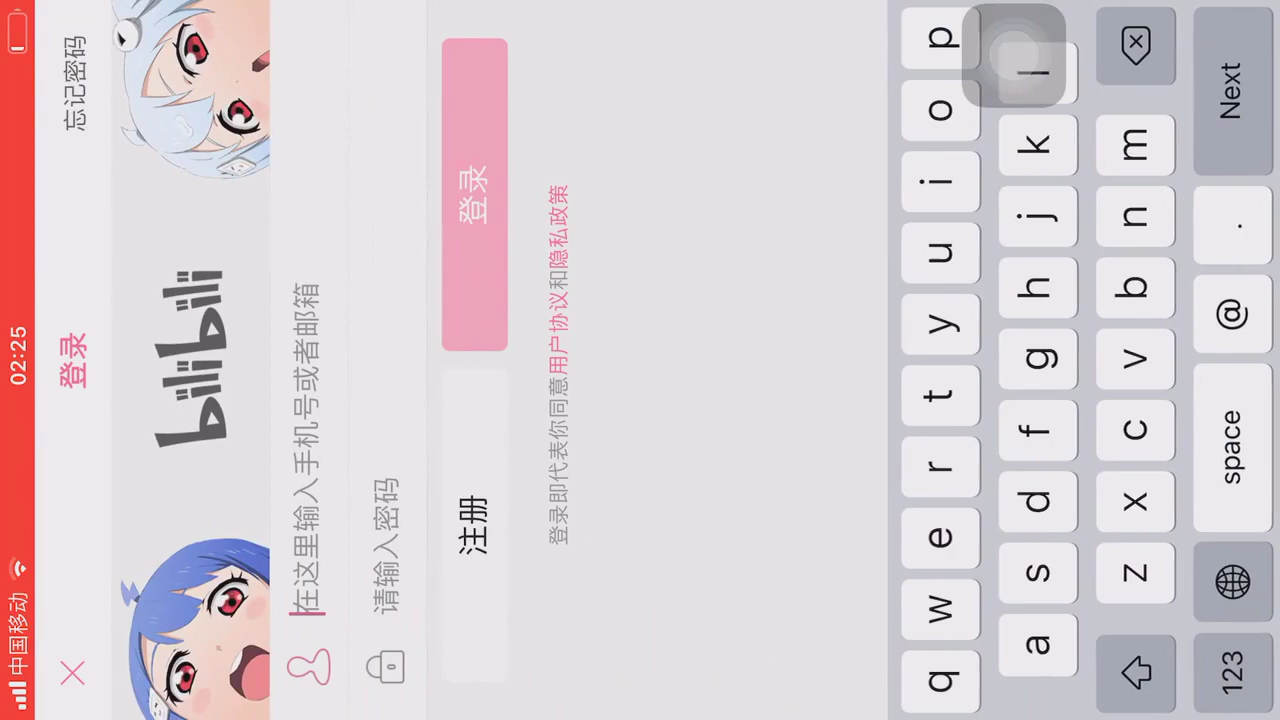 中国移动 02:25
登录 忘记密码
bilibili
在这里输入手机号或者邮箱
请输入密码
注册 登录
登录即代表你同意用户协议和隐私政策
q w e r t y u i o p
a s d f g h j k l
z x c v b n m
123 space @ . Next